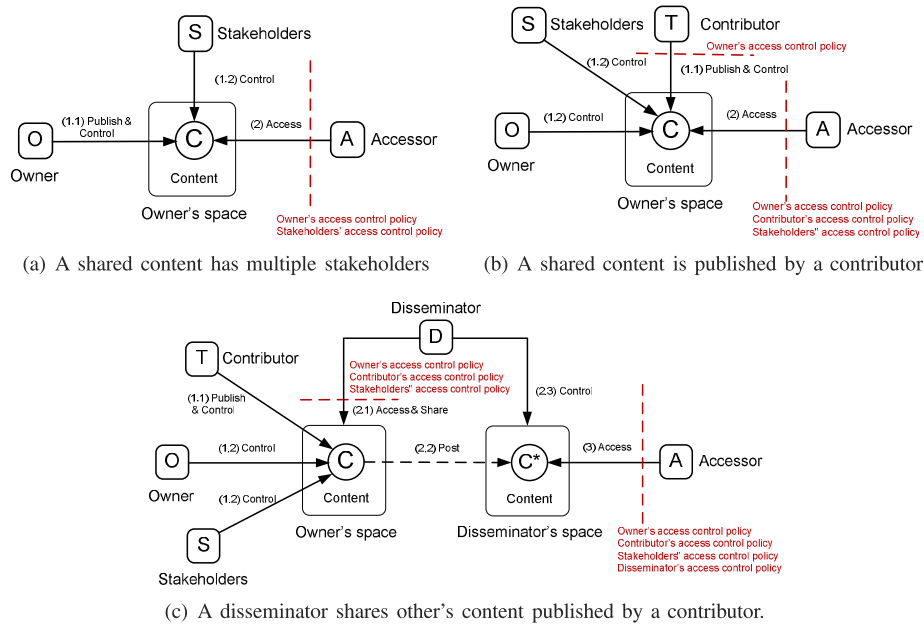 S
Stakeholders
(1.2) Control
(1.1) Publish &
Control
O
Owner
C
Content
(2) Access
A
Accessor
Owner's space
Owner's access control policy
Stakeholders' access control policy
(a) A shared content has multiple stakeholders
S
Stakeholders
T
Contributor
Owner's access control policy
(1.2) Control
(1.1) Publish & Control
O
Owner
(1.2) Control
C
Content
(2) Access
A
Accessor
Owner's space
Owner's access control policy
Contributor's access control policy
Stakeholders" access control policy
(b) A shared content is published by a contributor
Disseminator
D
T
Contributor
Owner's access control policy
Contributor's access control policy
Stakeholders" access control policy
(1.1) Publish
& Control
(2.1) Access & Share
(2.3) Control
O
Owner
(1.2) Control
C
Content
(2.2) Post
C*
Content
(3) Access
A
Accessor
(1.2) Control
S
Stakeholders
Owner's space
Disseminator's space
Owner's access control policy
Contributor's access control policy
Stakeholders" access control policy
Disseminator's access control policy
(c) A disseminator shares other's content published by a contributor.